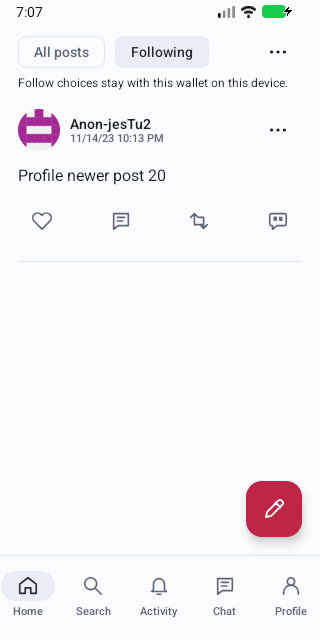 7:07
All posts
Following
Follow choices stay with this wallet on this device.
Anon-jesTu2
11/14/23 10:13 PM
Profile newer post 20
Home
Search
Activity
Chat
Profile